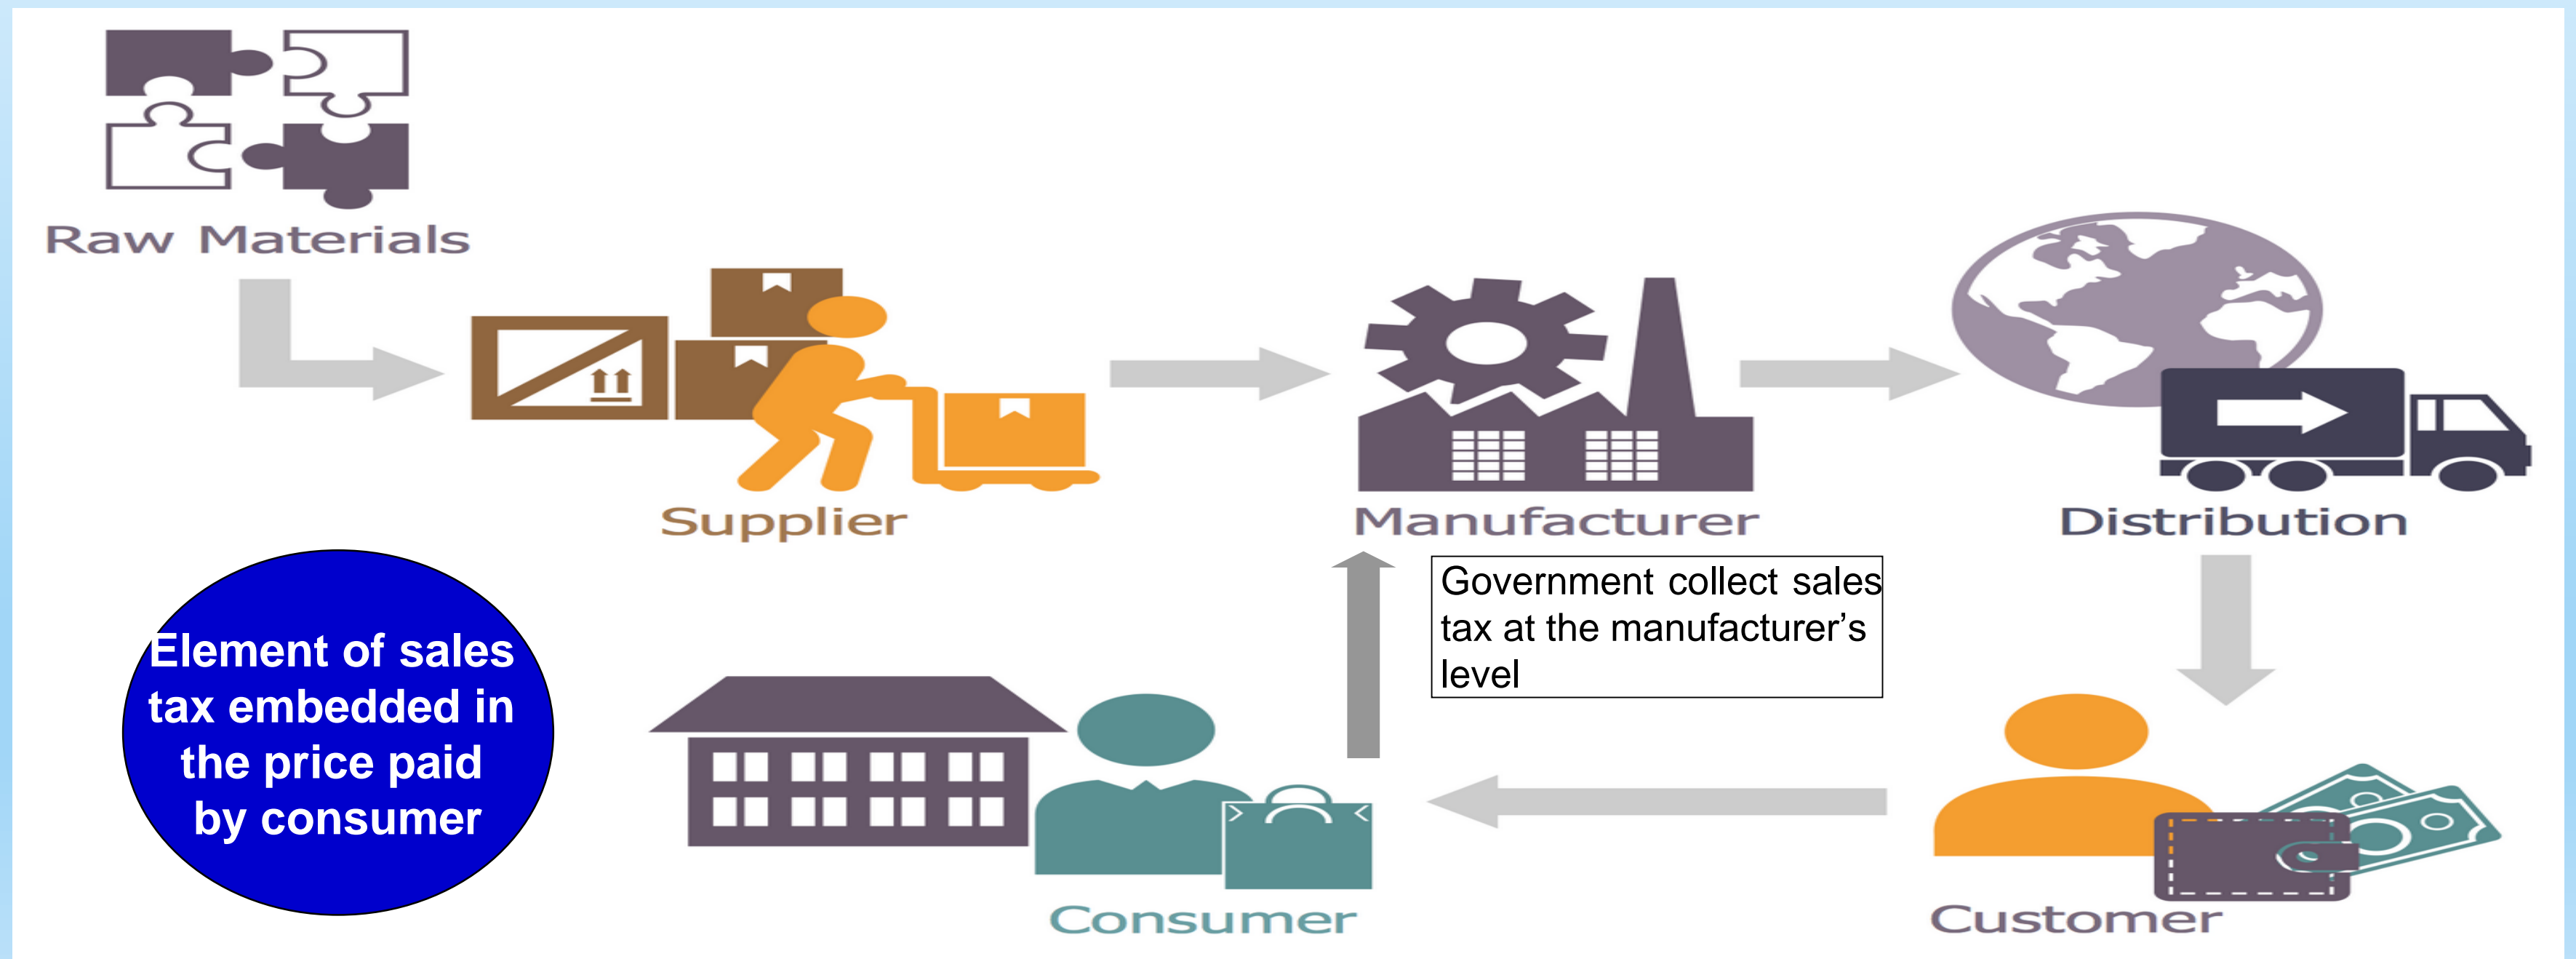 Raw Materials
Supplier
Manufacturer
Distribution
Government collect sales
tax at the manufacturer’s
level
Element of sales
tax embedded in
the price paid
by consumer
Consumer
Customer